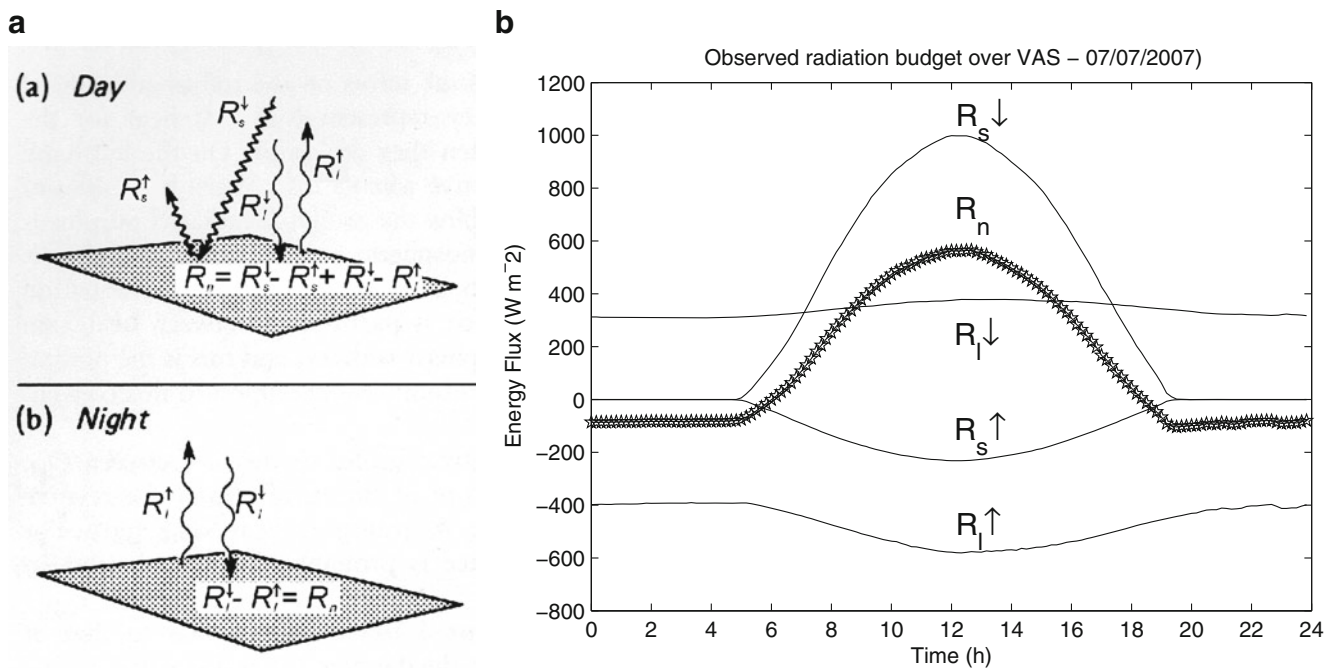 a
(a) Day
R_s↓
R_s↑
R_l↓
R_l↑
R_n = R_s↓ - R_s↑ + R_l↓ - R_l↑
(b) Night
R_l↑
R_l↓
R_l↓ - R_l↑ = R_n
b
Observed radiation budget over VAS − 07/07/2007)
Energy Flux (W m−2)
1200
1000
800
600
400
200
0
−200
−400
−600
−800
R_s↓
R_n
R_l↓
R_s↑
R_l↑
0 2 4 6 8 10 12 14 16 18 20 22 24
Time (h)